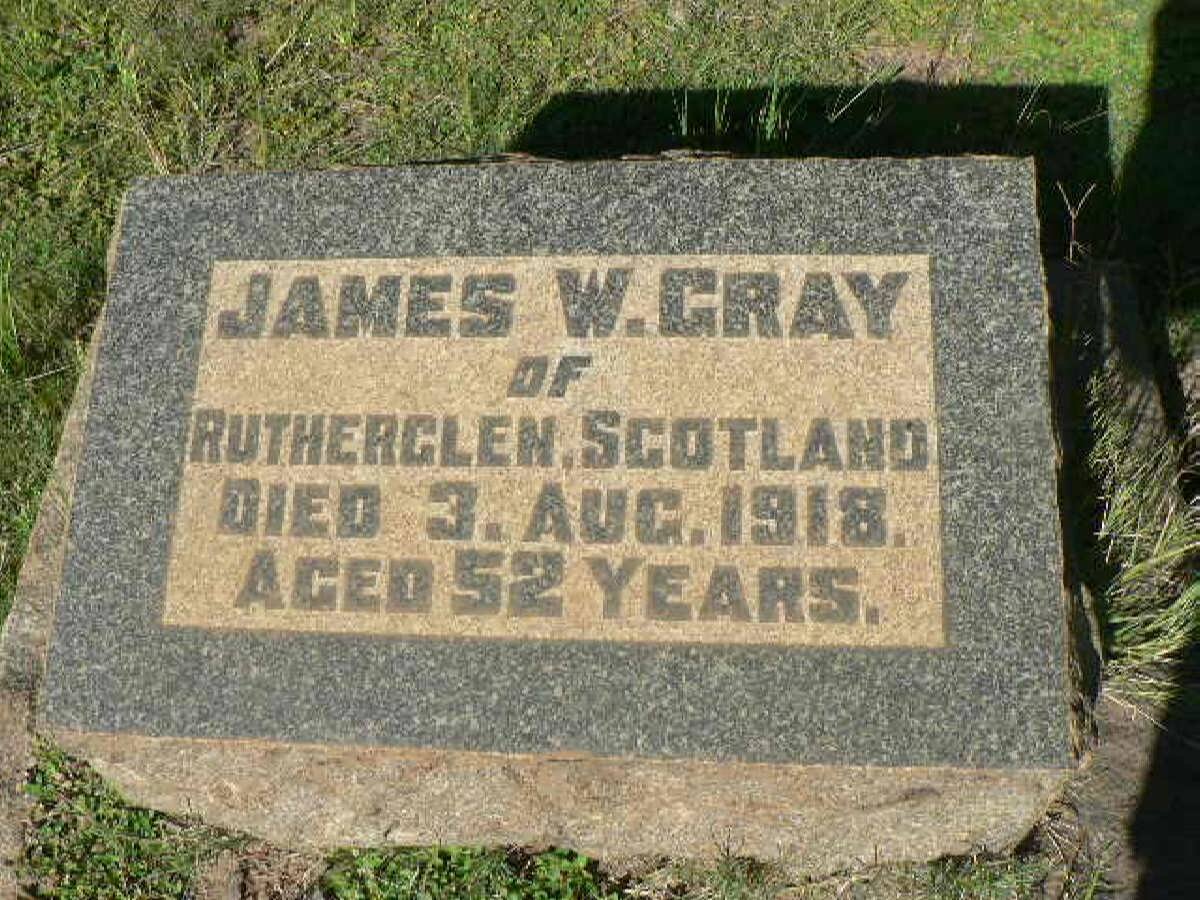 JAMES W. GRAY
OF
RUTHERGLEN, SCOTLAND
DIED 3. AUG. 1918.
AGED 52 YEARS.